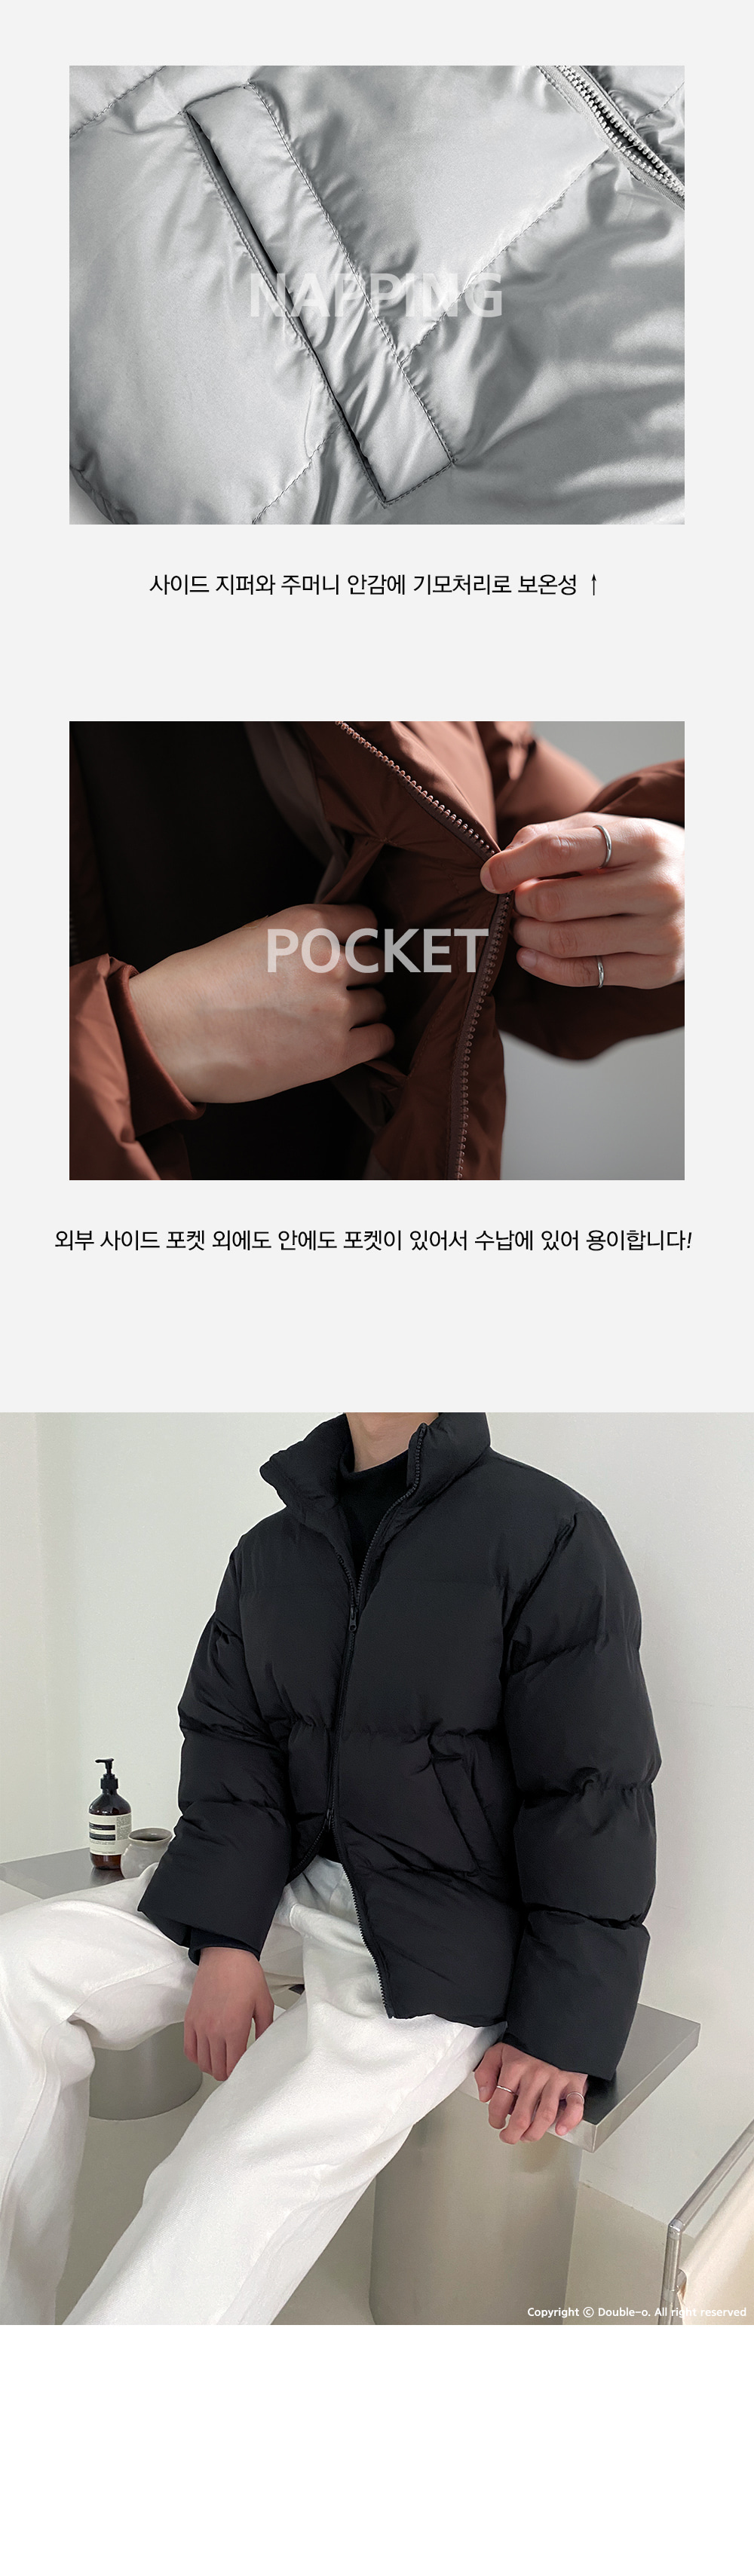 NAPPING
사이드 지퍼와 주머니 안감에 기모처리로 보온성 ↑
POCKET
외부 사이드 포켓 외에도 안에도 포켓이 있어서 수납에 있어 용이합니다!
Copyright ⓒ Double-o. All right reserved